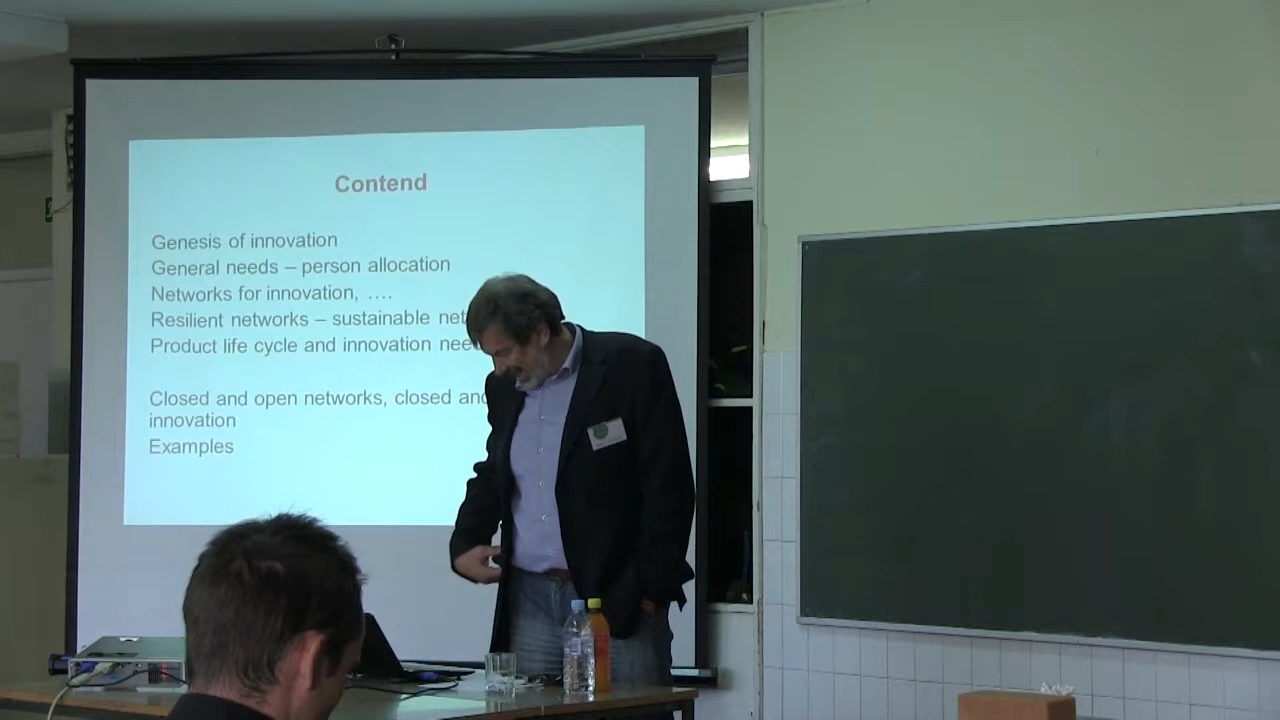 Contend
Genesis of innovation
General needs – person allocation
Networks for innovation, ….
Resilient networks – sustainable
Product life cycle and innovation
Closed and open networks, closed and
innovation
Examples